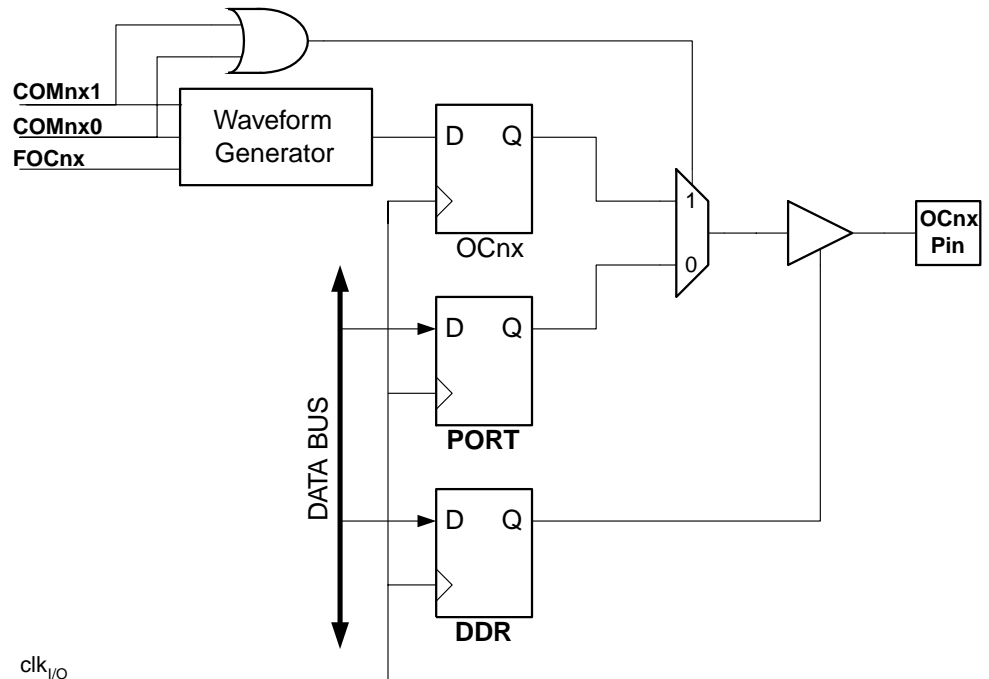 COMnx1
COMnx0
FOCnx
Waveform
Generator
D Q
OCnx
1
0
OCnx
Pin
D Q
PORT
DATA BUS
D Q
DDR
clkI/O